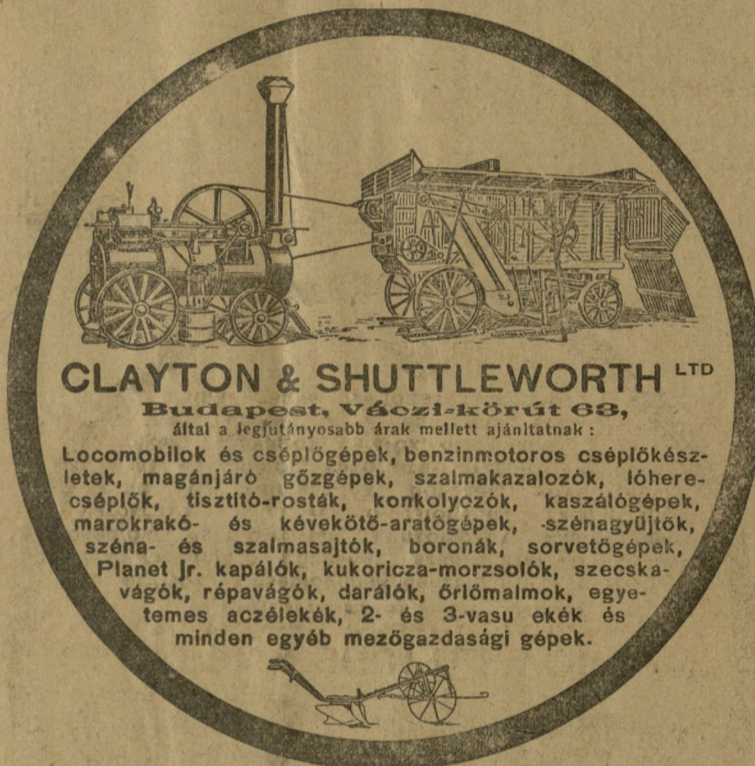 CLAYTON & SHUTTLEWORTH LTD
Budapest, Váczi-körút 63,
által a legjutányosabb árak mellett ajánltatnak :
Locomobilok és cséplőgépek, benzinmotoros cséplőkész-
letek, magánjáró gőzgépek, szalmakazalozók, lóhere-
cséplők, tisztitó-rosták, konkolyczók, kaszálógépek,
marokrakó- és kévekötő-aratógépek, szénagyűjtők,
széna- és szalmasajtók, boronák, sorvetőgépek,
Planet jr. kapálók, kukoricza-morzsolók, szecska-
vágók, répavágók, darálók, őrlőmalmok, egye-
temes aczélekék, 2- és 3-vasu ekék és
minden egyéb mezőgazdasági gépek.